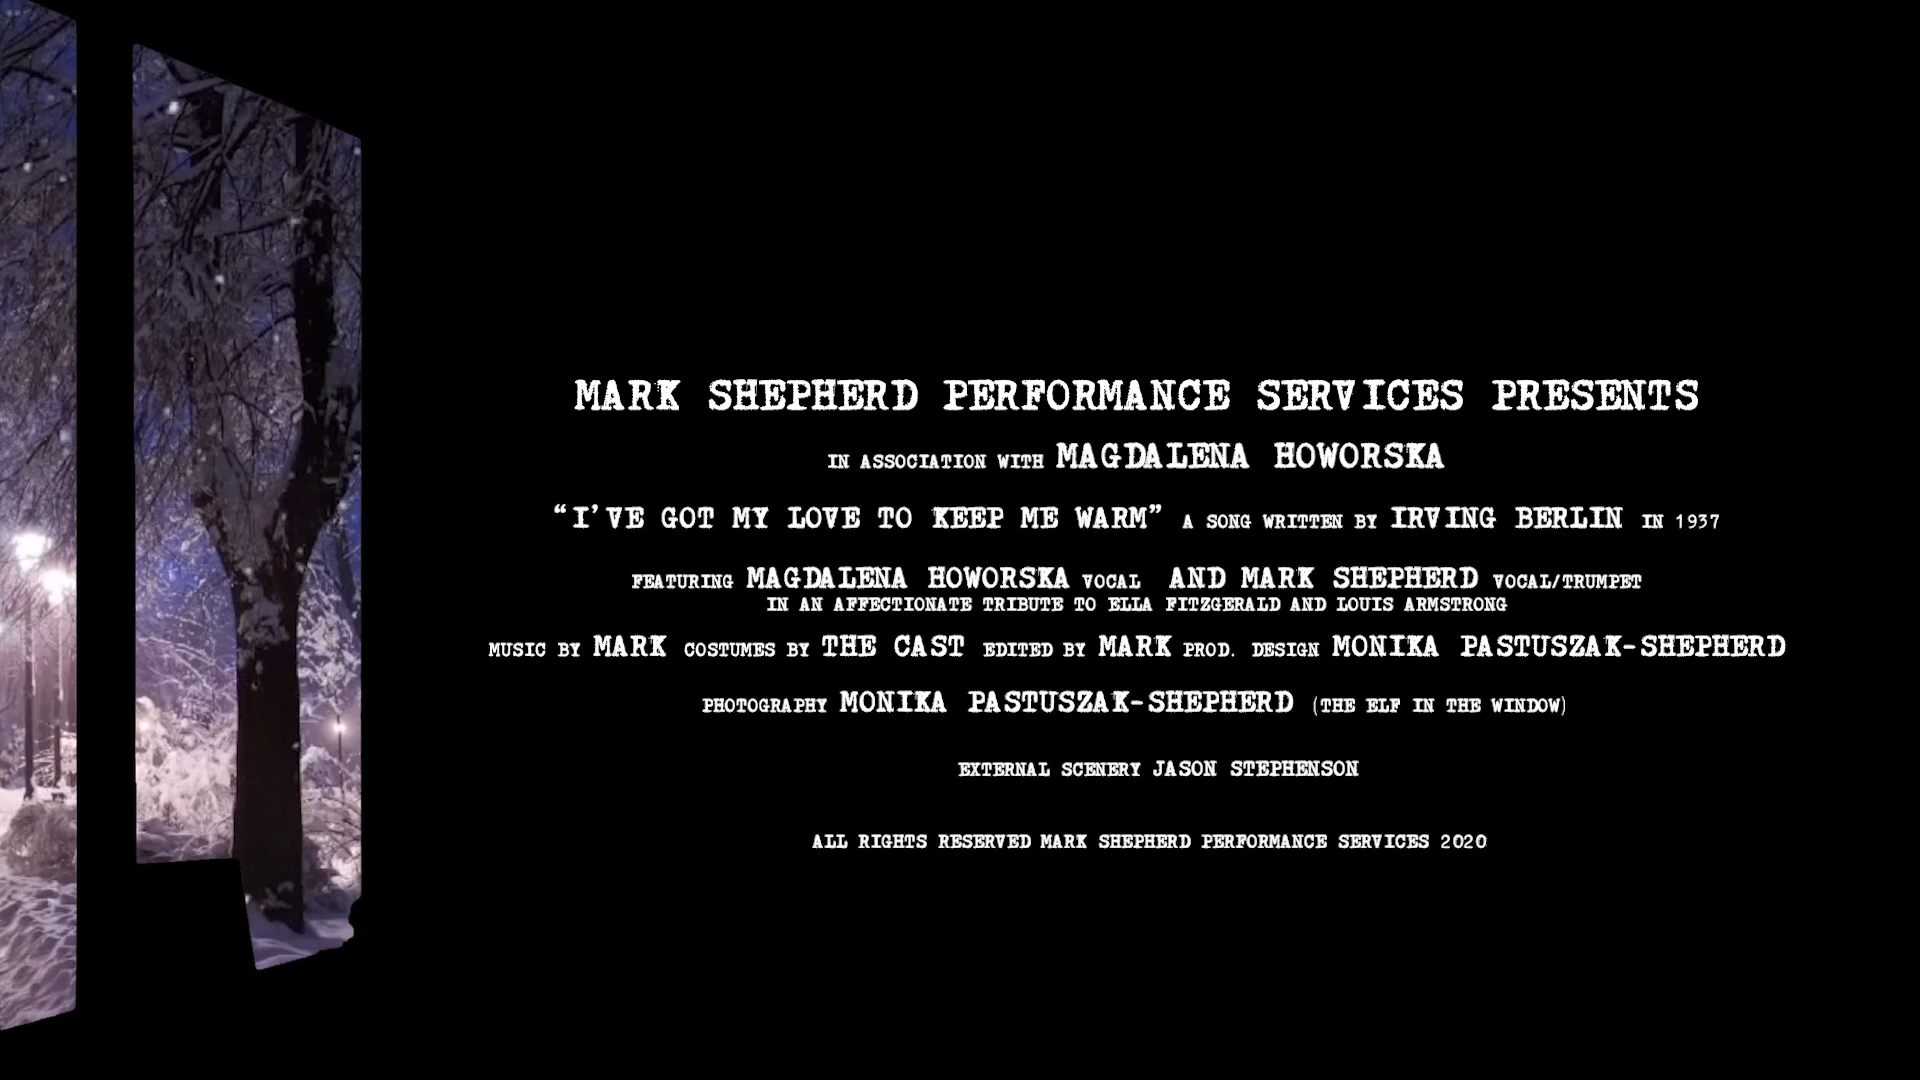 MARK SHEPHERD PERFORMANCE SERVICES PRESENTS
IN ASSOCIATION WITH MAGDALENA HOWORSKA
“I’VE GOT MY LOVE TO KEEP ME WARM” A SONG WRITTEN BY IRVING BERLIN IN 1937
FEATURING MAGDALENA HOWORSKA VOCAL AND MARK SHEPHERD VOCAL/TRUMPET
IN AN AFFECTIONATE TRIBUTE TO ELLA FITZGERALD AND LOUIS ARMSTRONG
MUSIC BY MARK COSTUMES BY THE CAST EDITED BY MARK PROD. DESIGN MONIKA PASTUSZAK-SHEPHERD
PHOTOGRAPHY MONIKA PASTUSZAK-SHEPHERD (THE ELF IN THE WINDOW)
EXTERNAL SCENERY JASON STEPHENSON
ALL RIGHTS RESERVED MARK SHEPHERD PERFORMANCE SERVICES 2020